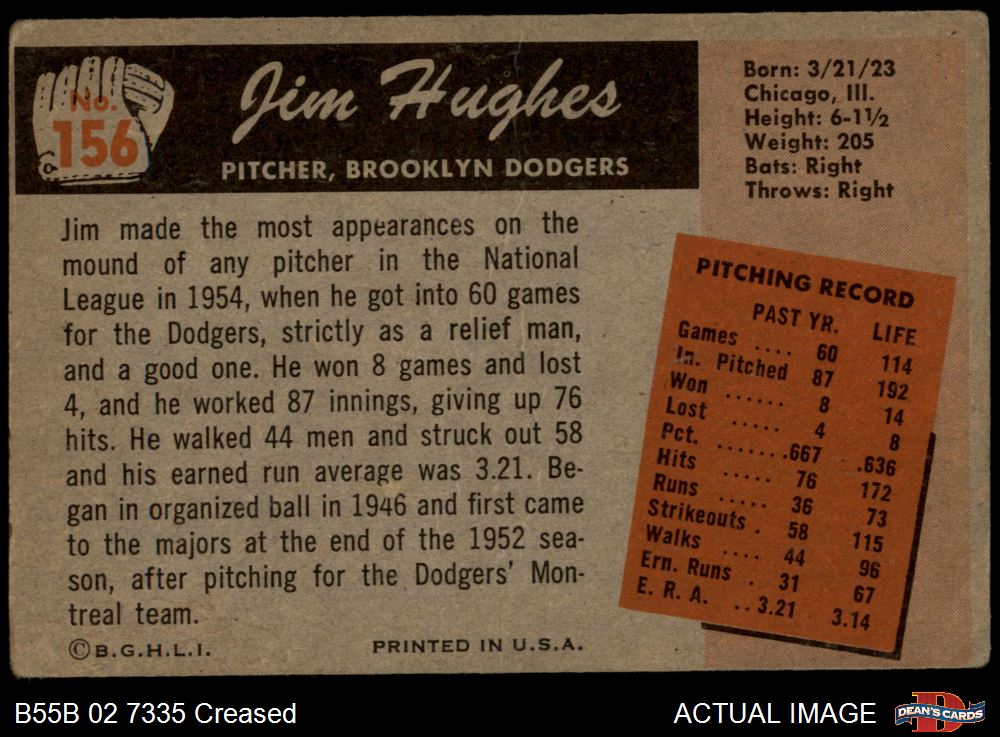 No.
156
Jim Hughes
PITCHER, BROOKLYN DODGERS
Born: 3/21/23
Chicago, Ill.
Height: 6-1½
Weight: 205
Bats: Right
Throws: Right
Jim made the most appearances on the
mound of any pitcher in the National
League in 1954, when he got into 60 games
for the Dodgers, strictly as a relief man,
and a good one. He won 8 games and lost
4, and he worked 87 innings, giving up 76
hits. He walked 44 men and struck out 58
and his earned run average was 3.21. Be-
gan in organized ball in 1946 and first came
to the majors at the end of the 1952 sea-
son, after pitching for the Dodgers' Mon-
treal team.
©B.G.H.L.I. PRINTED IN U.S.A.
PITCHING RECORD
PAST YR. LIFE
Games .... 60 114
In. Pitched 87 192
Won ...... 8 14
Lost ..... 4 8
Pct. .......667 .636
Hits ..... 76 172
Runs ..... 36 73
Strikeouts . 58 115
Walks .... 44 96
Ern. Runs . 31 67
E. R. A. ..3.21 3.14
B55B 02 7335 Creased
ACTUAL IMAGE
D
DEAN'S CARDS